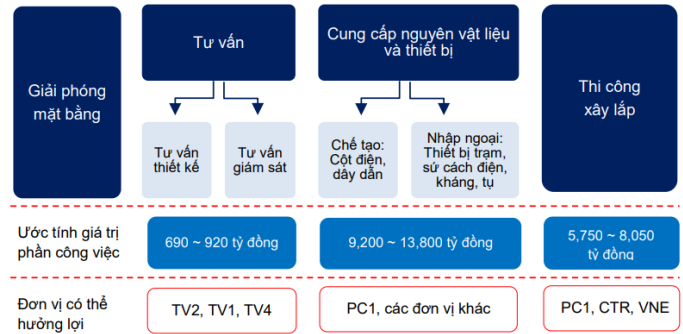 Giải phóng
mặt bằng
Tư vấn
Cung cấp nguyên vật liệu
và thiết bị
Thi công
xây lắp
Tư vấn
thiết kế
Tư vấn
giám sát
Chế tạo:
Cột điện,
dây dẫn
Nhập ngoại:
Thiết bị trạm,
sứ cách điện,
kháng, tụ
Ước tính giá trị
phần công việc
690 ~ 920 tỷ đồng
9,200 ~ 13,800 tỷ đồng
5,750 ~ 8,050
tỷ đồng
Đơn vị có thể
hưởng lợi
TV2, TV1, TV4
PC1, các đơn vị khác
PC1, CTR, VNE